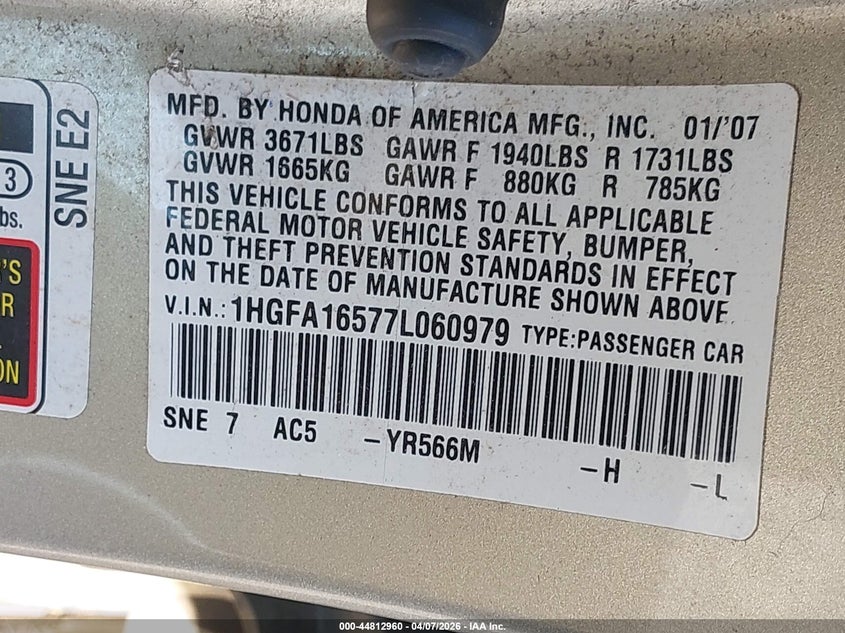 SNE E2
3
bs.
'S
R
ON
MFD. BY HONDA OF AMERICA MFG., INC. 01/'07
GVWR 3671LBS GAWR F 1940LBS R 1731LBS
GVWR 1665KG GAWR F 880KG R 785KG
THIS VEHICLE CONFORMS TO ALL APPLICABLE
FEDERAL MOTOR VEHICLE SAFETY, BUMPER,
AND THEFT PREVENTION STANDARDS IN EFFECT
ON THE DATE OF MANUFACTURE SHOWN ABOVE
V.I.N.: 1HGFA16577L060979 TYPE:PASSENGER CAR
SNE 7 AC5 -YR566M -H -L
000-44812960 - 04/07/2026 - IAA Inc.